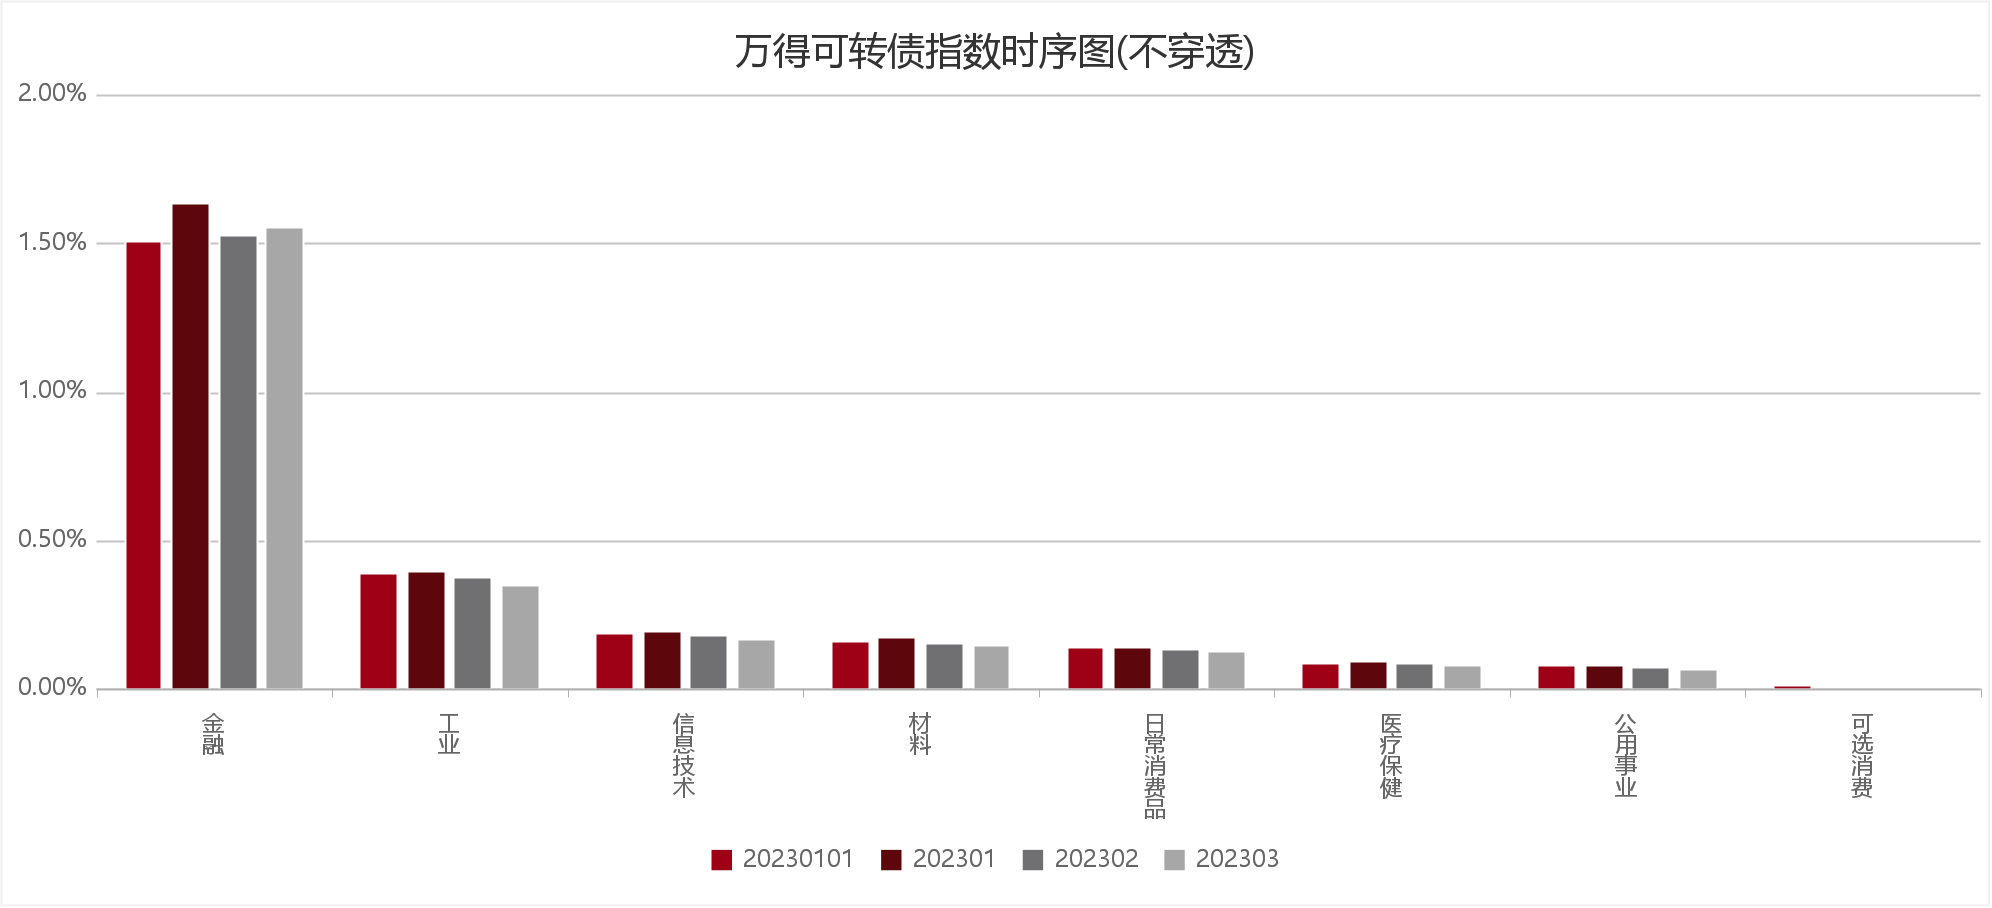 万得可转债指数时序图(不穿透)
2.00%
1.50%
1.00%
0.50%
0.00%
金融
工业
信息技术
材料
日常消费品
医疗保健
公用事业
可选消费
20230101
202301
202302
202303